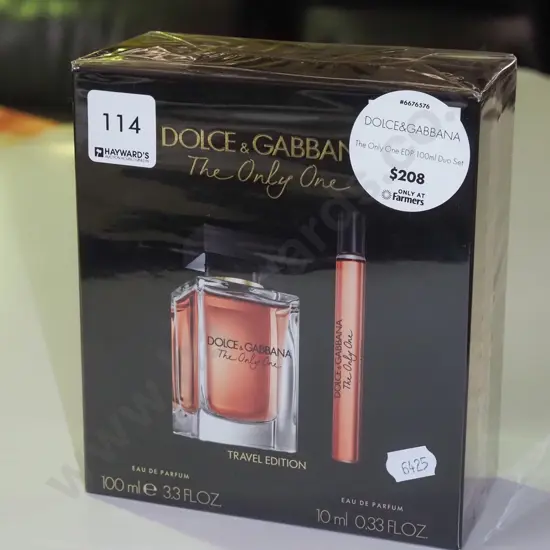 114
HAYWARD'S
#6676576
DOLCE&GABBANA
The Only One EDP 100ml Duo Set
$208
ONLY AT
Farmers
DOLCE & GABBAN
The Only One
DOLCE & GABBANA
The Only One
DOLCE & GABBANA
The Only One
TRAVEL EDITION
EAU DE PARFUM
100 ml e 3.3 FL.OZ.
EAU DE PARFUM
10 ml 0.33 FL.OZ.
6425